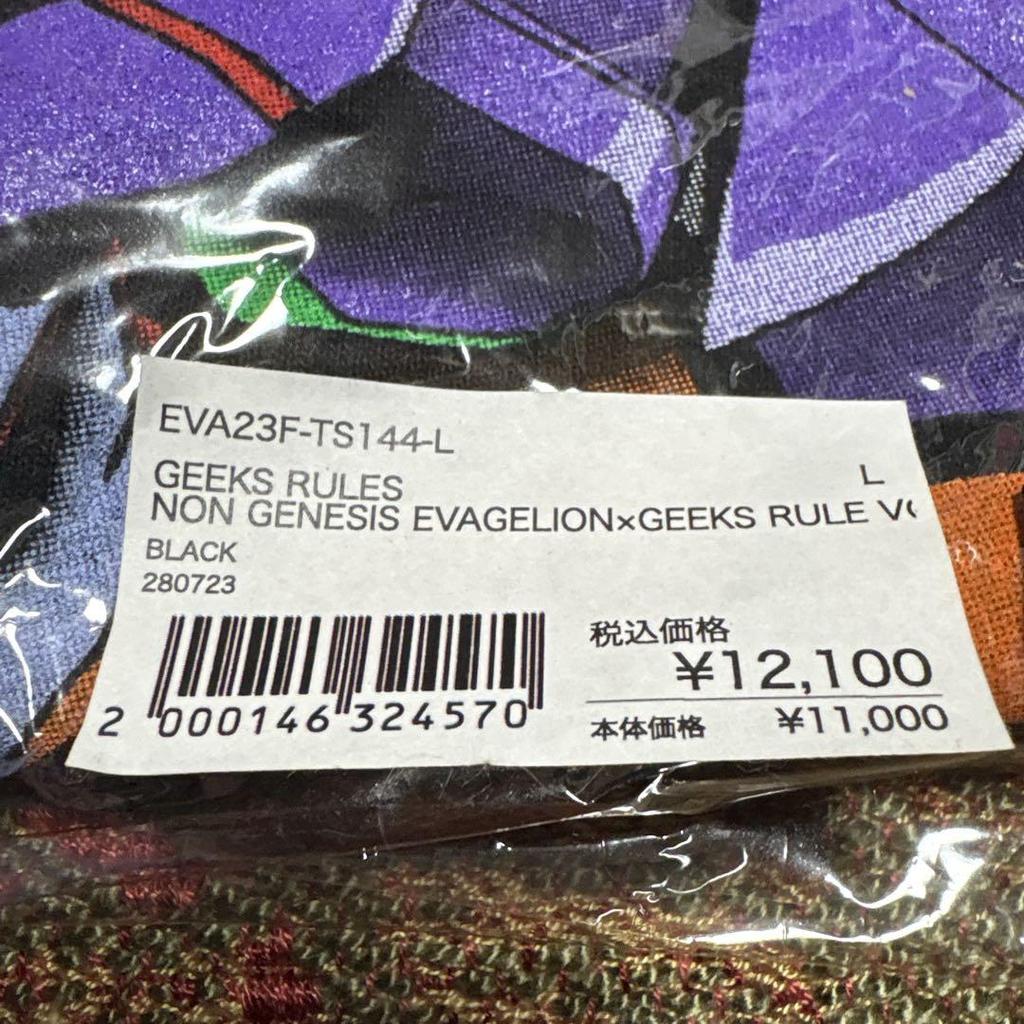 EVA23F-TS144-L
L
GEEKS RULES
NON GENESIS EVAGELION×GEEKS RULE
BLACK
280723
2 000146 324570
税込価格
¥12,100
本体価格 ¥11,000